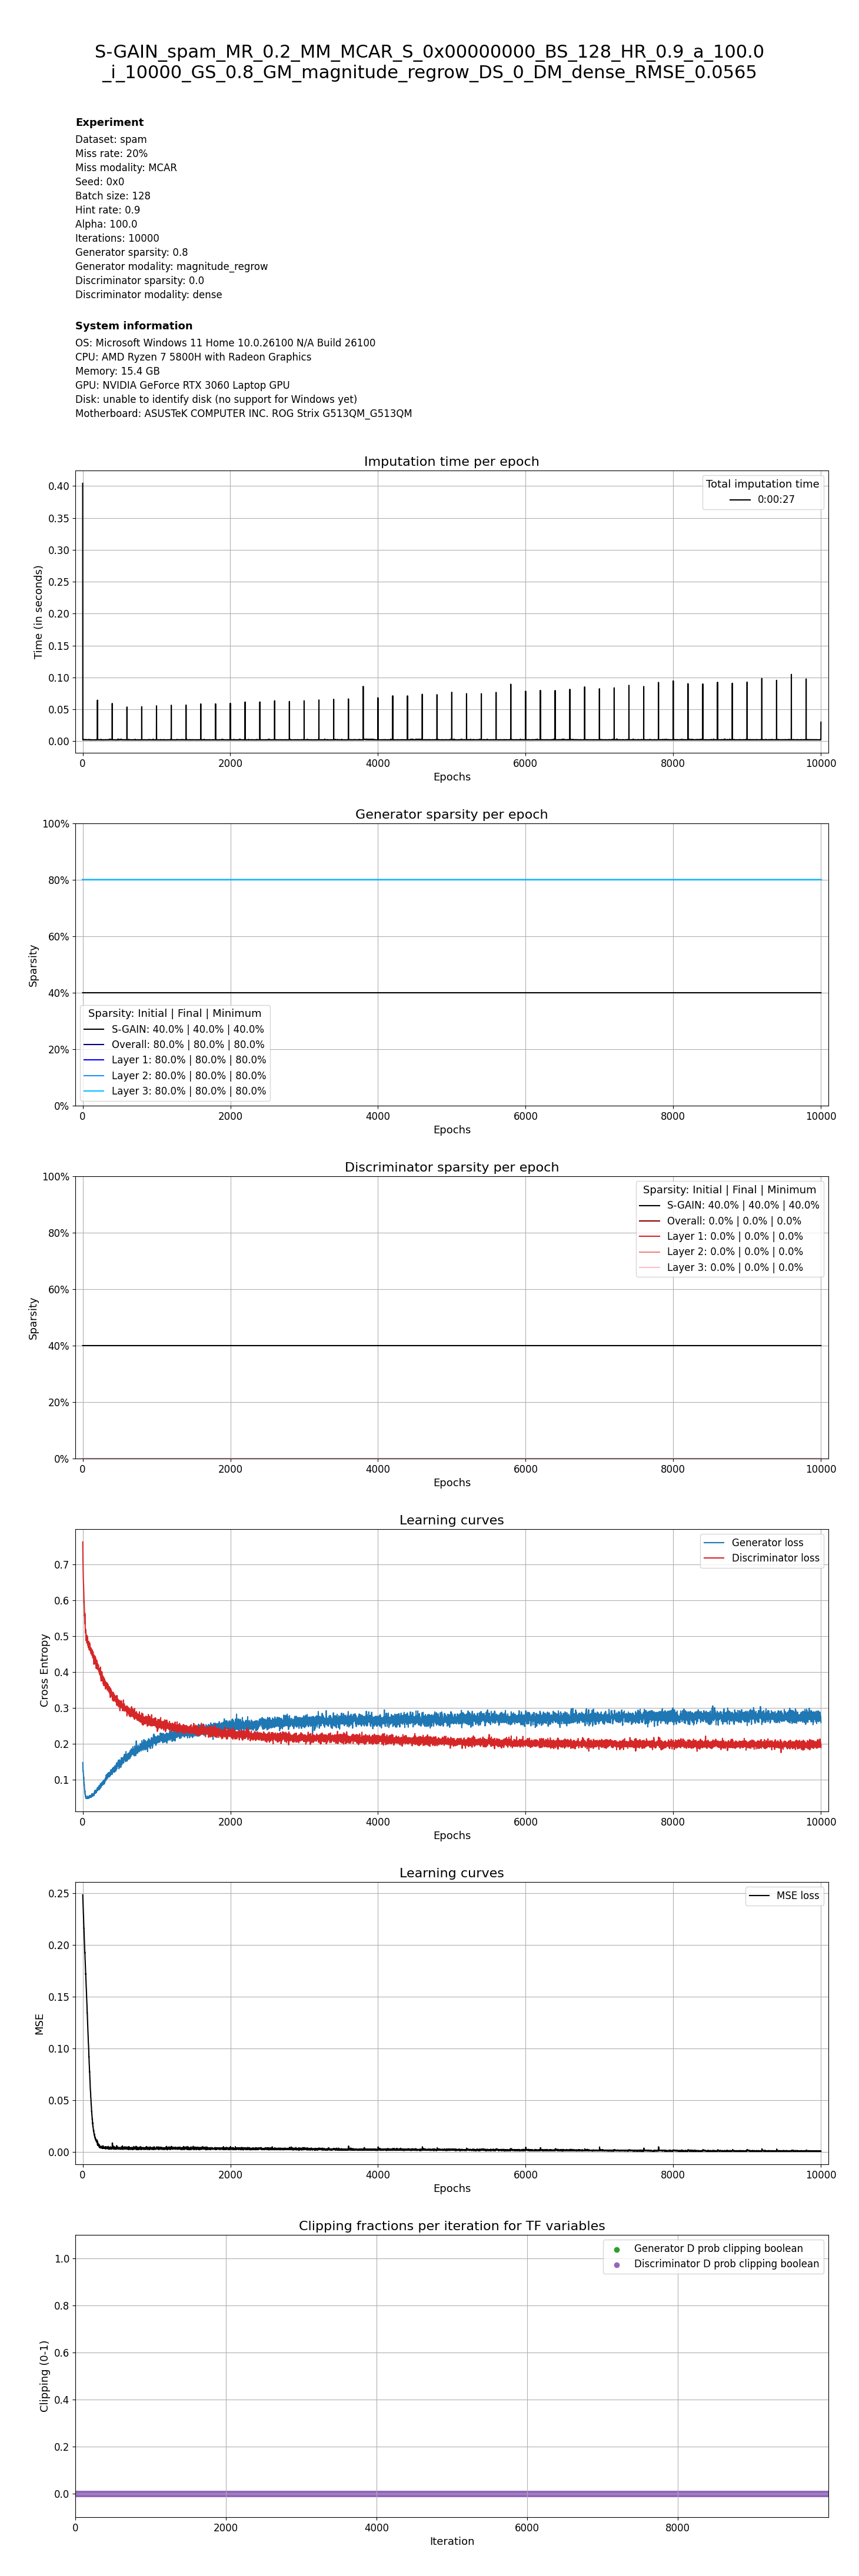 S-GAIN_spam_MR_0.2_MM_MCAR_S_0x00000000_BS_128_HR_0.9_a_100.0
_i_10000_GS_0.8_GM_magnitude_regrow_DS_0_DM_dense_RMSE_0.0565
Experiment
Dataset: spam
Miss rate: 20%
Miss modality: MCAR
Seed: 0x0
Batch size: 128
Hint rate: 0.9
Alpha: 100.0
Iterations: 10000
Generator sparsity: 0.8
Generator modality: magnitude_regrow
Discriminator sparsity: 0.0
Discriminator modality: dense
System information
OS: Microsoft Windows 11 Home 10.0.26100 N/A Build 26100
CPU: AMD Ryzen 7 5800H with Radeon Graphics
Memory: 15.4 GB
GPU: NVIDIA GeForce RTX 3060 Laptop GPU
Disk: unable to identify disk (no support for Windows yet)
Motherboard: ASUSTeK COMPUTER INC. ROG Strix G513QM_G513QM
Imputation time per epoch
Total imputation time
0:00:27
Time (in seconds)
0.40
0.35
0.30
0.25
0.20
0.15
0.10
0.05
0.00
0 2000 4000 6000 8000 10000
Epochs
Generator sparsity per epoch
Sparsity
100%
80%
60%
40%
20%
0%
Sparsity: Initial | Final | Minimum
S-GAIN: 40.0% | 40.0% | 40.0%
Overall: 80.0% | 80.0% | 80.0%
Layer 1: 80.0% | 80.0% | 80.0%
Layer 2: 80.0% | 80.0% | 80.0%
Layer 3: 80.0% | 80.0% | 80.0%
0 2000 4000 6000 8000 10000
Epochs
Discriminator sparsity per epoch
Sparsity: Initial | Final | Minimum
S-GAIN: 40.0% | 40.0% | 40.0%
Overall: 0.0% | 0.0% | 0.0%
Layer 1: 0.0% | 0.0% | 0.0%
Layer 2: 0.0% | 0.0% | 0.0%
Layer 3: 0.0% | 0.0% | 0.0%
Sparsity
100%
80%
60%
40%
20%
0%
0 2000 4000 6000 8000 10000
Epochs
Learning curves
Generator loss
Discriminator loss
Cross Entropy
0.7
0.6
0.5
0.4
0.3
0.2
0.1
0 2000 4000 6000 8000 10000
Epochs
Learning curves
MSE loss
MSE
0.25
0.20
0.15
0.10
0.05
0.00
0 2000 4000 6000 8000 10000
Epochs
Clipping fractions per iteration for TF variables
Generator D prob clipping boolean
Discriminator D prob clipping boolean
Clipping (0-1)
1.0
0.8
0.6
0.4
0.2
0.0
0 2000 4000 6000 8000
Iteration